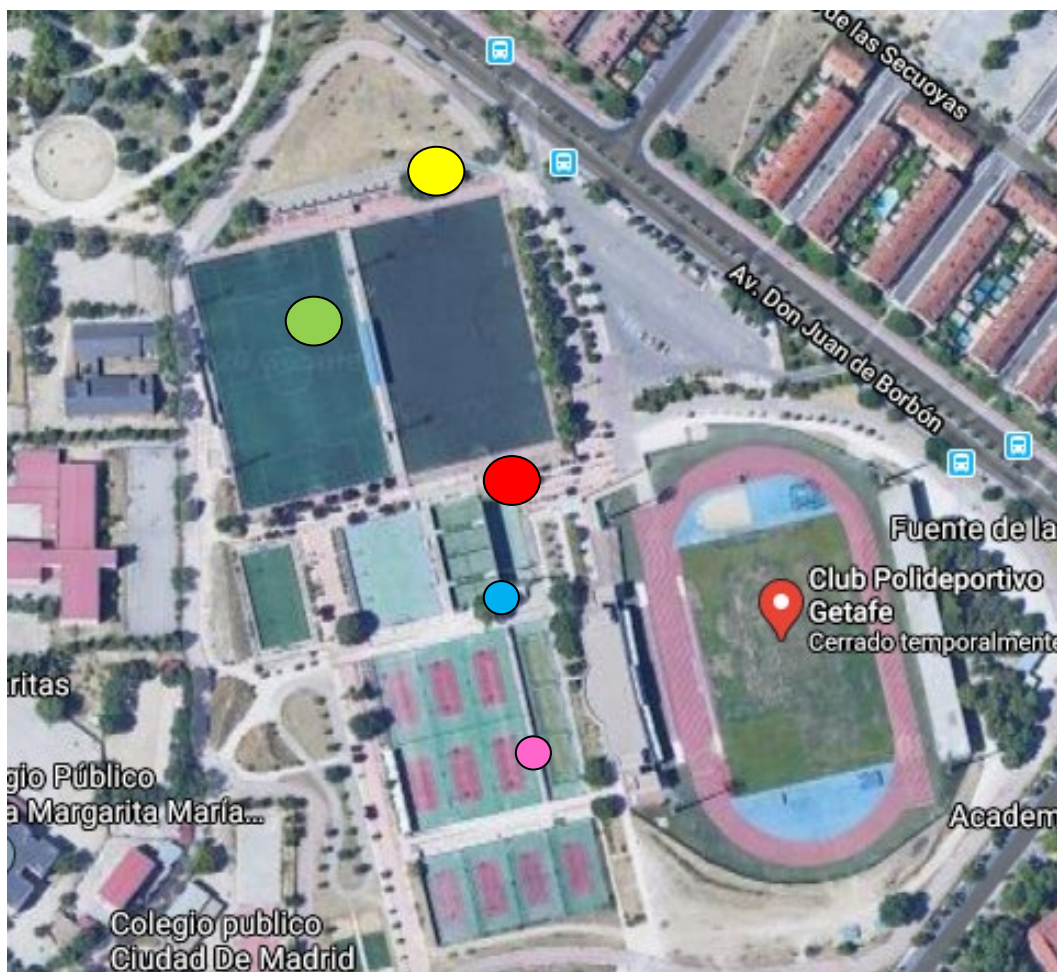 de las Secuoyas
Av. Don Juan de Borbón
Fuente de la
Club Polideportivo
Getafe
Cerrado temporalmente
ritas
gio Público
a Margarita María...
Academ
Colegio publico
Ciudad De Madrid